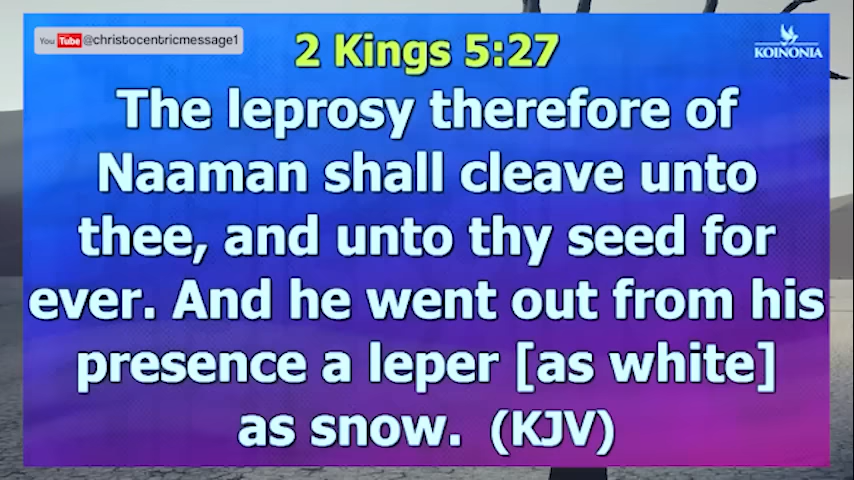 You Tube @christocentricmessage1
KOINONIA
2 Kings 5:27
The leprosy therefore of
Naaman shall cleave unto
thee, and unto thy seed for
ever. And he went out from his
presence a leper [as white]
as snow. (KJV)